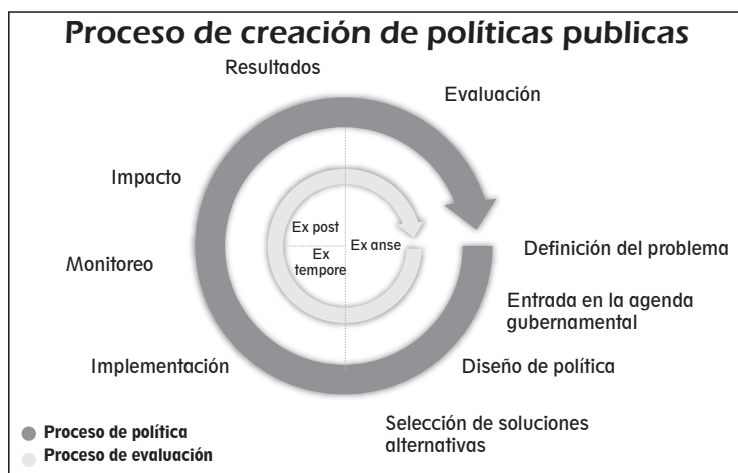 Proceso de creación de políticas publicas
Resultados
Evaluación
Impacto
Ex post
Ex anse
Ex
tempore
Definición del problema
Monitoreo
Entrada en la agenda
gubernamental
Implementación
Diseño de política
Selección de soluciones
alternativas
Proceso de política
Proceso de evaluación